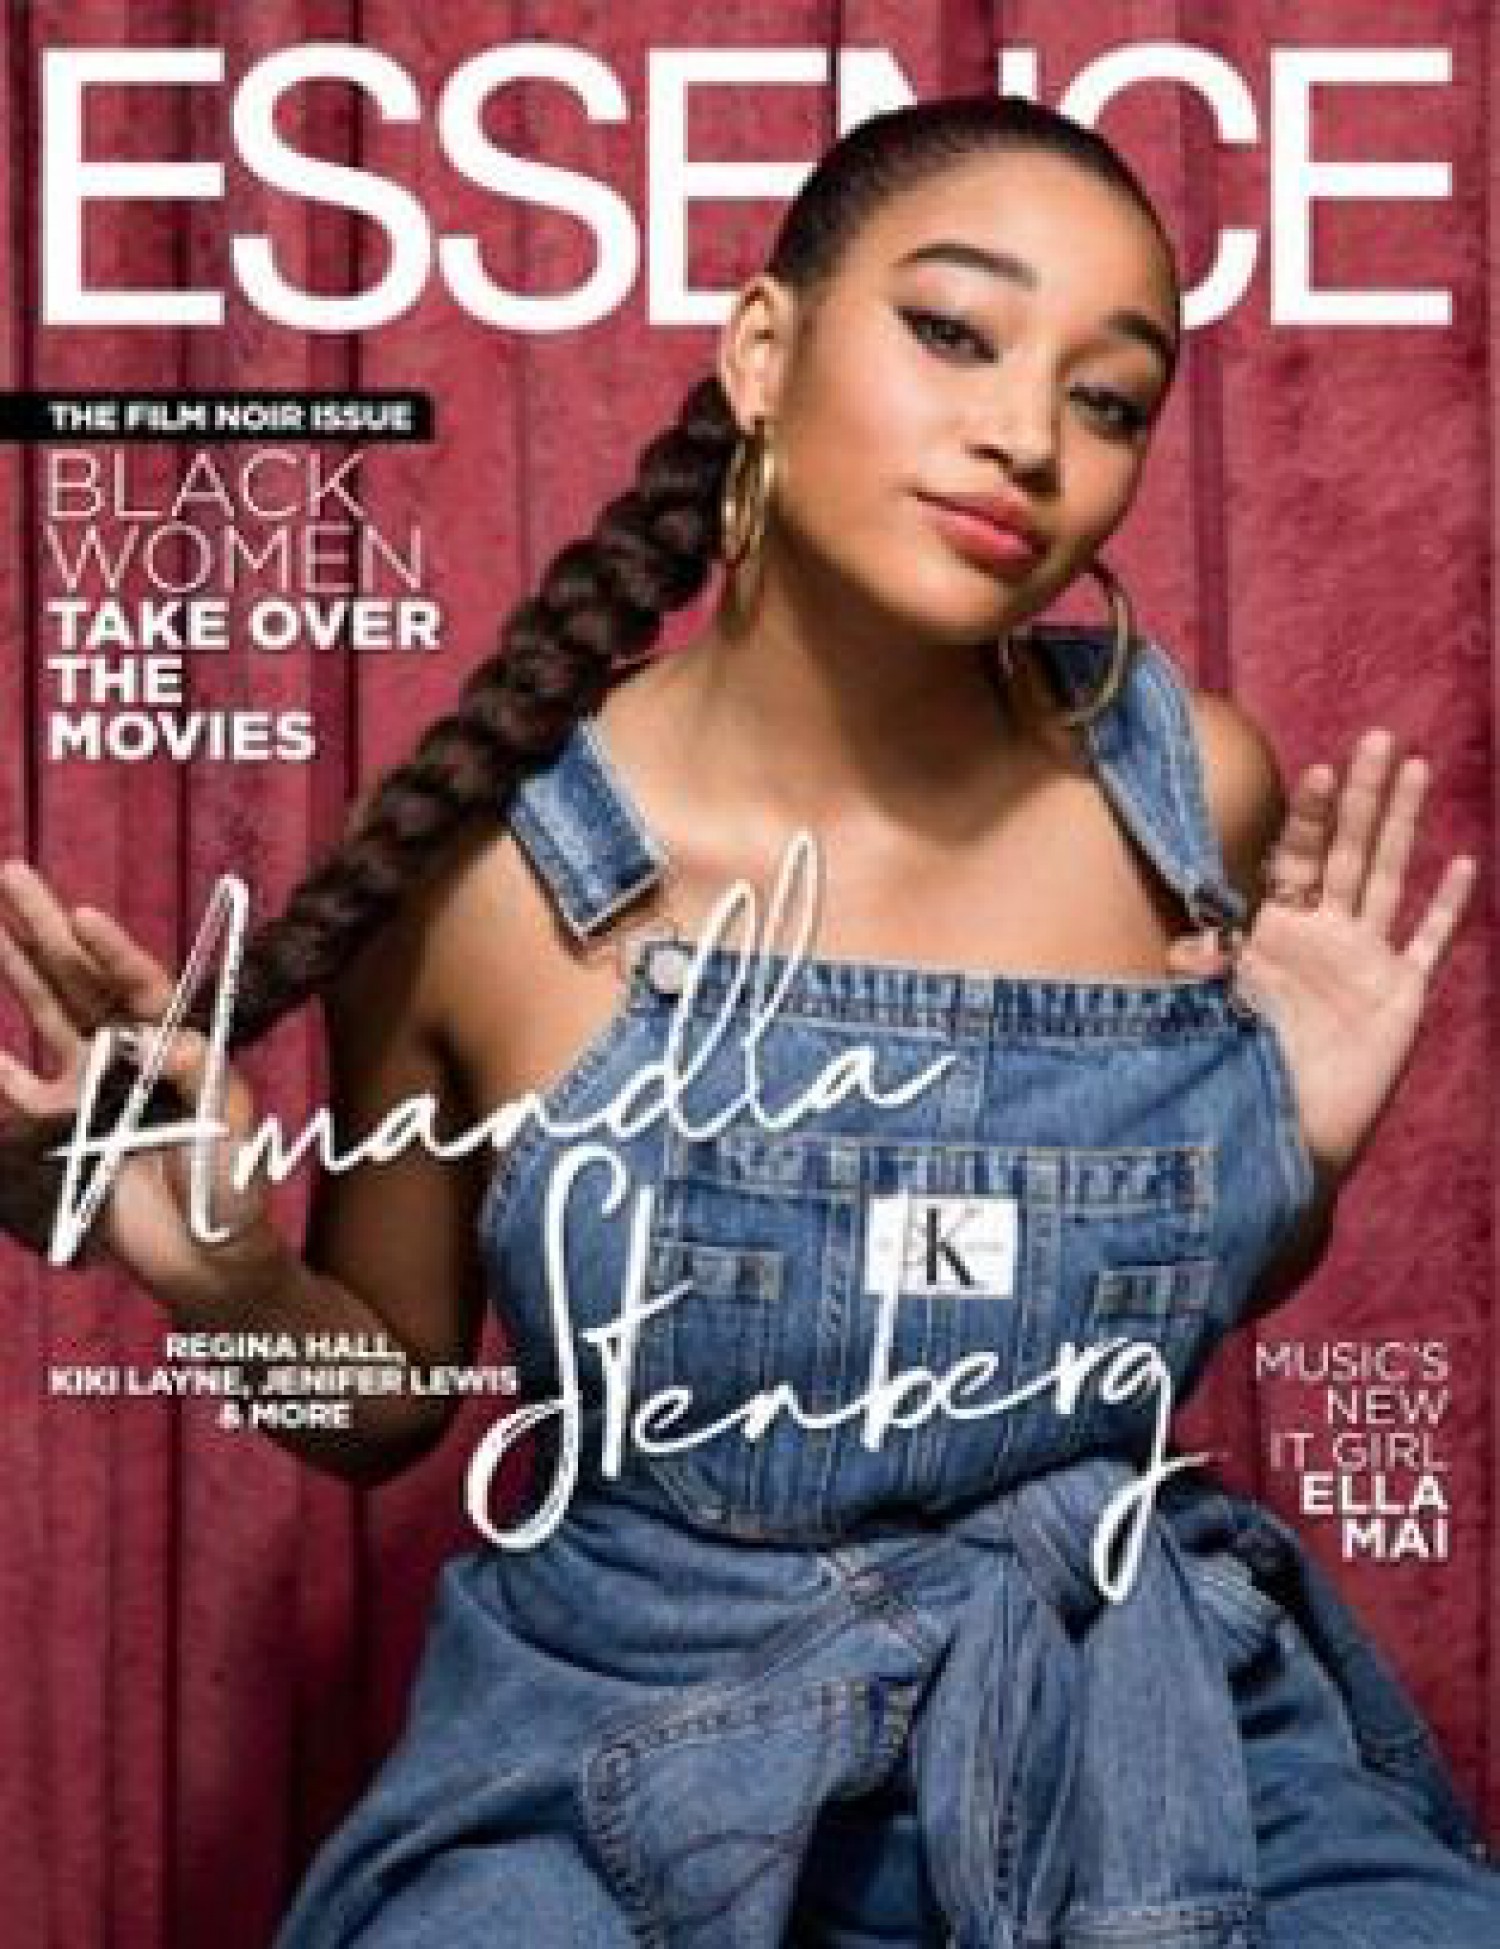 ESSENCE
THE FILM NOIR ISSUE
BLACK
WOMEN
TAKE OVER
THE
MOVIES
Amandla
Stenberg
K
REGINA HALL,
KIKI LAYNE, JENIFER LEWIS
& MORE
MUSIC'S
NEW
IT GIRL
ELLA
MAI